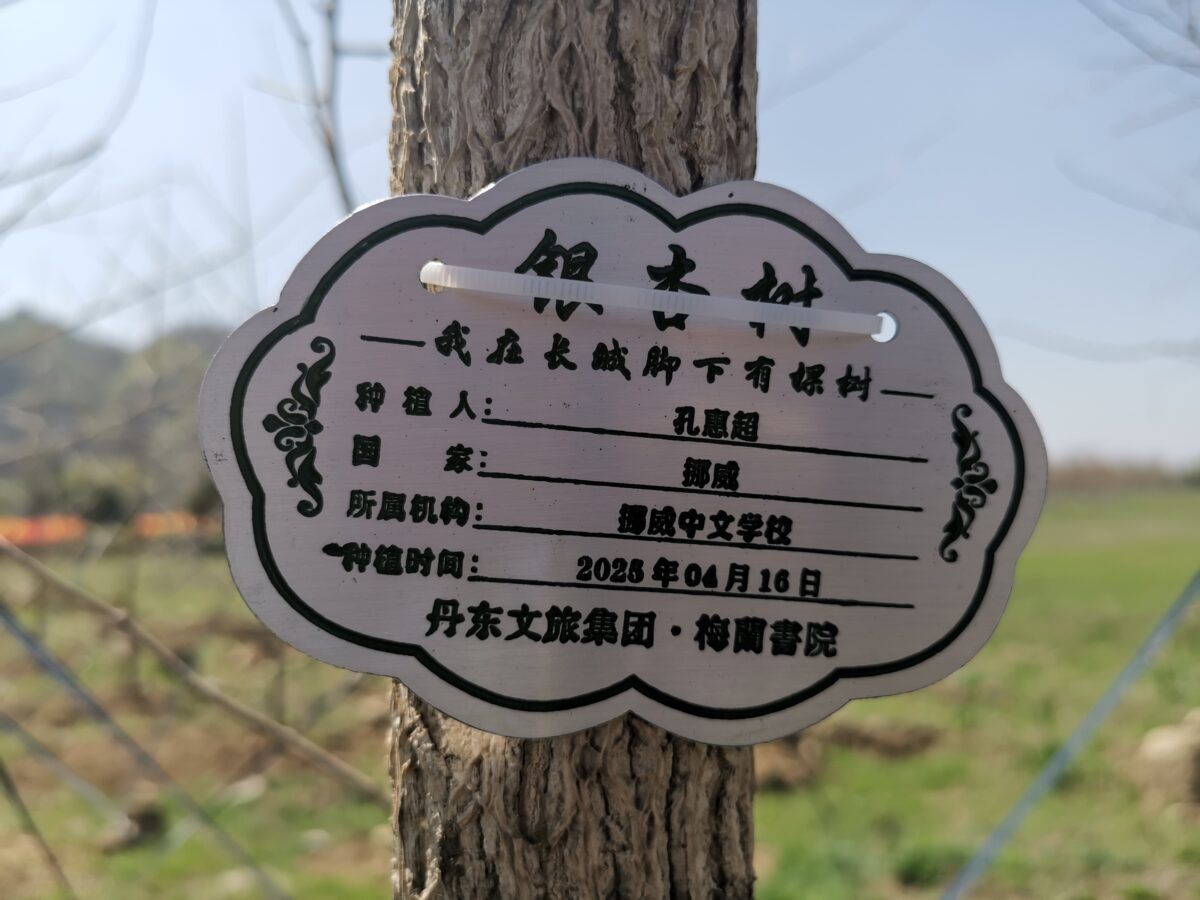 银杏树
——我在长城脚下有棵树——
种植人：孔惠超
国家：挪威
所属机构：挪威中文学校
种植时间：2025年04月16日
丹东文旅集团·梅蘭書院